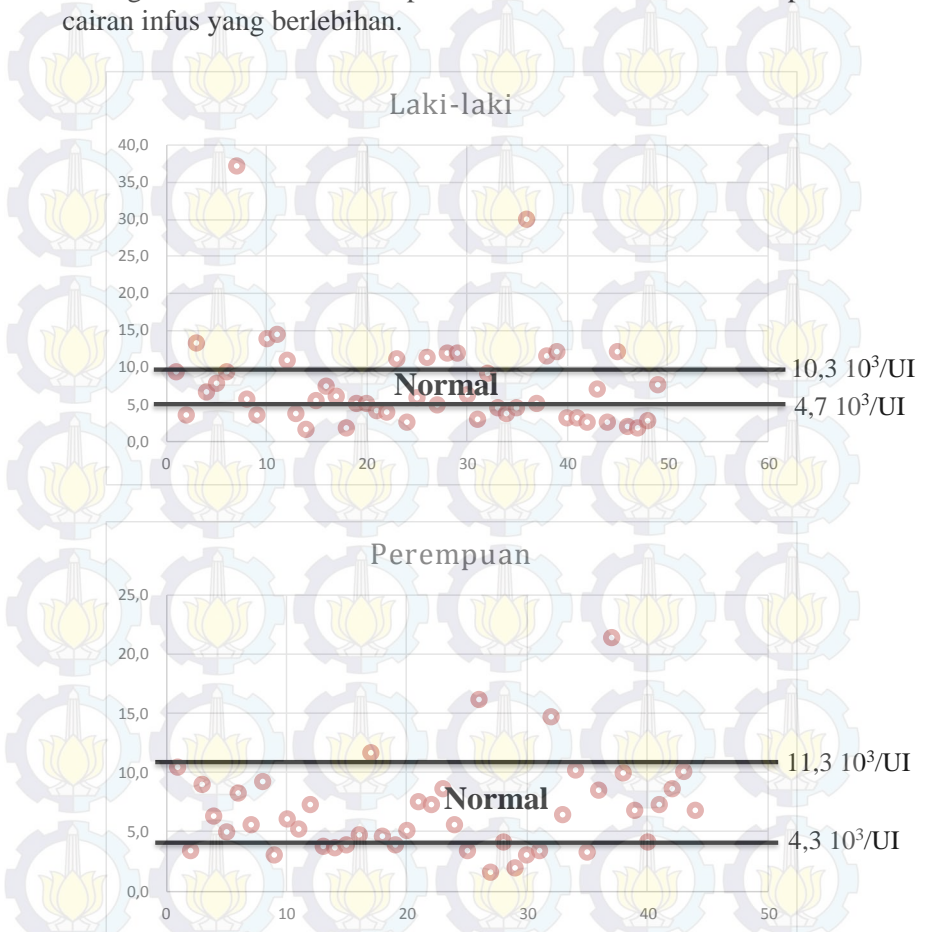 cairan infus yang berlebihan.
Laki-laki
40,0
35,0
30,0
25,0
20,0
15,0
10,0
5,0
0,0
Normal
10,3 10³/UI
4,7 10³/UI
0 10 20 30 40 50 60
Perempuan
25,0
20,0
15,0
10,0
5,0
0,0
Normal
11,3 10³/UI
4,3 10³/UI
0 10 20 30 40 50